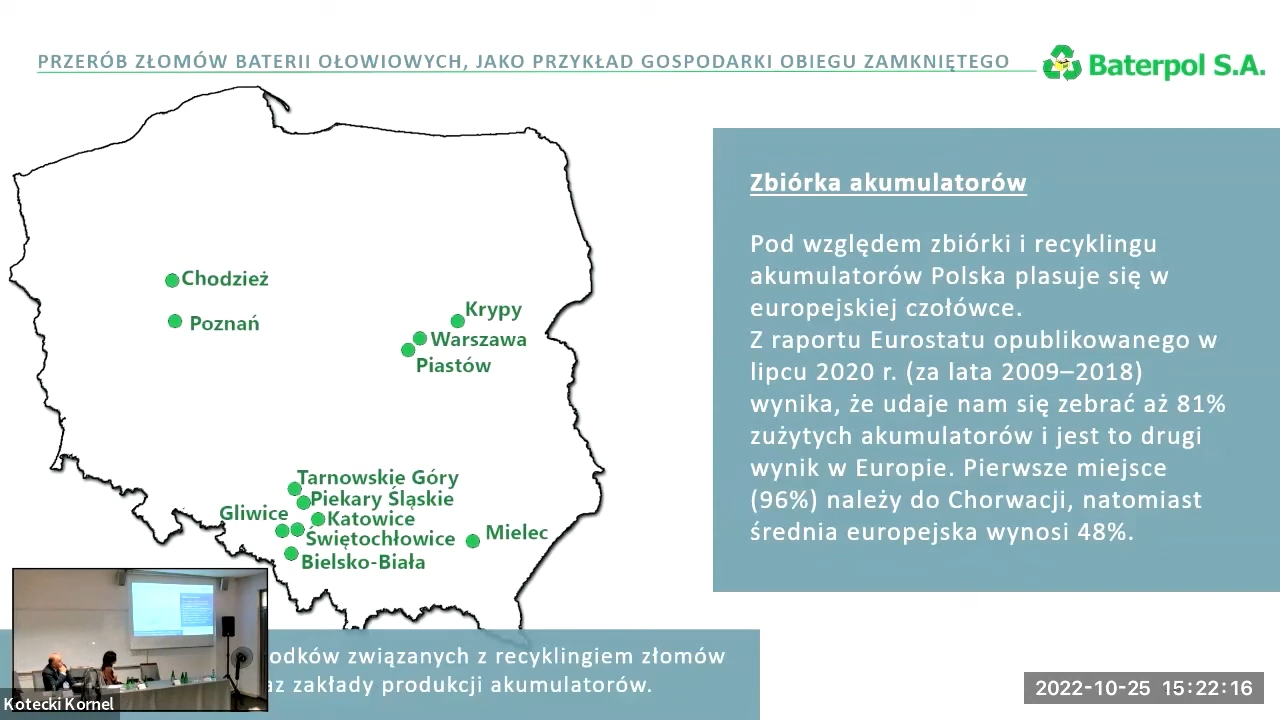 PRZERÓB ZŁOMÓW BATERII OŁOWIOWYCH, JAKO PRZYKŁAD GOSPODARKI OBIEGU ZAMKNIĘTEGO
Baterpol S.A.
Chodzież
Poznań
Krypy
Warszawa
Piastów
Tarnowskie Góry
Piekary Śląskie
Gliwice
Katowice
Świętochłowice
Mielec
Bielsko-Biała
Zbiórka akumulatorów
Pod względem zbiórki i recyklingu
akumulatorów Polska plasuje się w
europejskiej czołówce.
Z raportu Eurostatu opublikowanego w
lipcu 2020 r. (za lata 2009–2018)
wynika, że udaje nam się zebrać aż 81%
zużytych akumulatorów i jest to drugi
wynik w Europie. Pierwsze miejsce
(96%) należy do Chorwacji, natomiast
średnia europejska wynosi 48%.
odków związanych z recyklingiem złomów
az zakłady produkcji akumulatorów.
Kotecki Kornel
2022-10-25 15:22:16